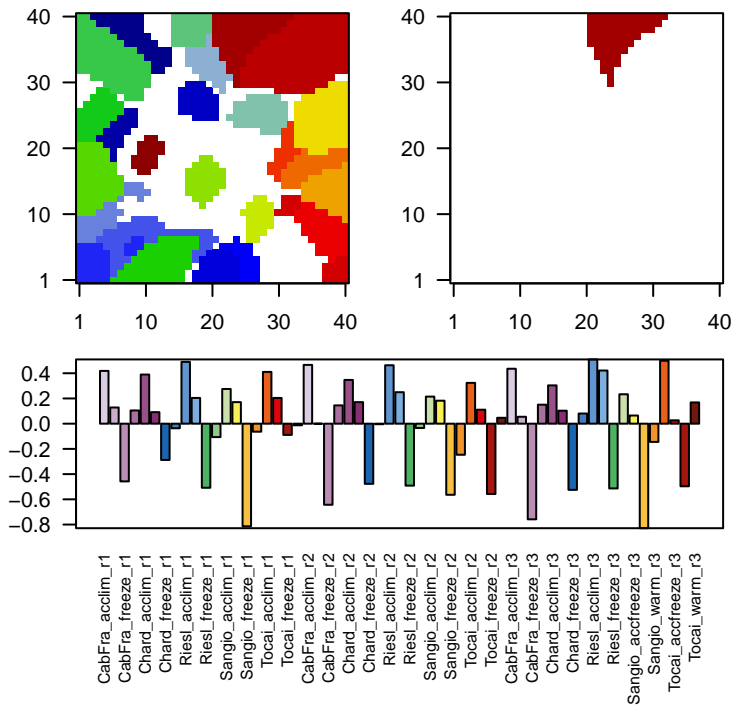 40
30
20
10
1
1
10
20
30
40
40
30
20
10
1
1
10
20
30
40
0.4
0.2
0.0
−0.2
−0.4
−0.6
−0.8
CabFra_acclim_r1
CabFra_freeze_r1
Chard_acclim_r1
Chard_freeze_r1
Riesl_acclim_r1
Riesl_freeze_r1
Sangio_acclim_r1
Sangio_freeze_r1
Tocai_acclim_r1
Tocai_freeze_r1
CabFra_acclim_r2
CabFra_freeze_r2
Chard_acclim_r2
Chard_freeze_r2
Riesl_acclim_r2
Riesl_freeze_r2
Sangio_acclim_r2
Sangio_freeze_r2
Tocai_acclim_r2
Tocai_freeze_r2
CabFra_acclim_r3
CabFra_freeze_r3
Chard_acclim_r3
Chard_freeze_r3
Riesl_acclim_r3
Riesl_freeze_r3
Sangio_accfreeze_r3
Sangio_warm_r3
Tocai_accfreeze_r3
Tocai_warm_r3